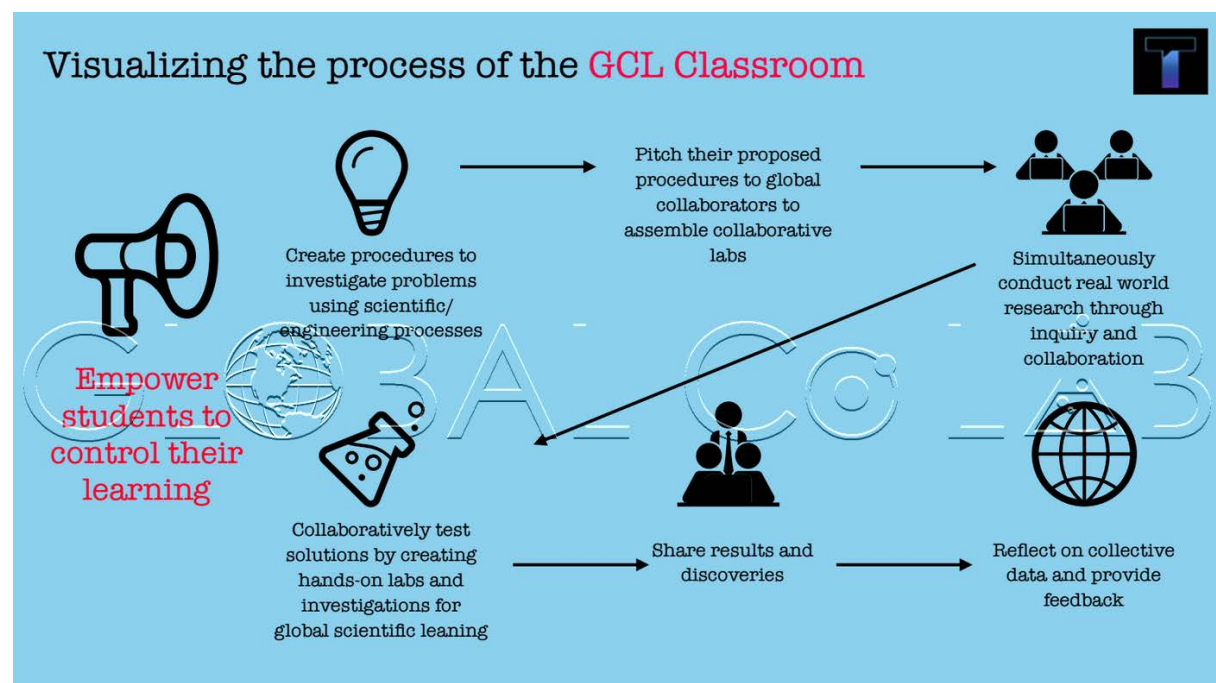 Visualizing the process of the GCL Classroom
T
Create procedures to
investigate problems
using scientific/
engineering processes
Pitch their proposed
procedures to global
collaborators to
assemble collaborative
labs
Simultaneously
conduct real world
research through
inquiry and
collaboration
GLOBAL Co LAB
Empower
students to
control their
learning
Collaboratively test
solutions by creating
hands-on labs and
investigations for
global scientific leaning
Share results and
discoveries
Reflect on collective
data and provide
feedback